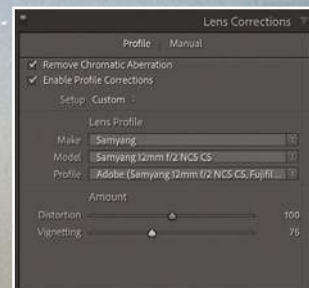 Lens Corrections
Profile Manual
Remove Chromatic Aberration
Enable Profile Corrections
Setup Custom
Lens Profile
Make Samyang
Model Samyang 12mm f/2 NCS CS
Profile Adobe (Samyang 12mm f/2 NCS CS, Fujifil...
Amount
Distortion 100
Vignetting 75